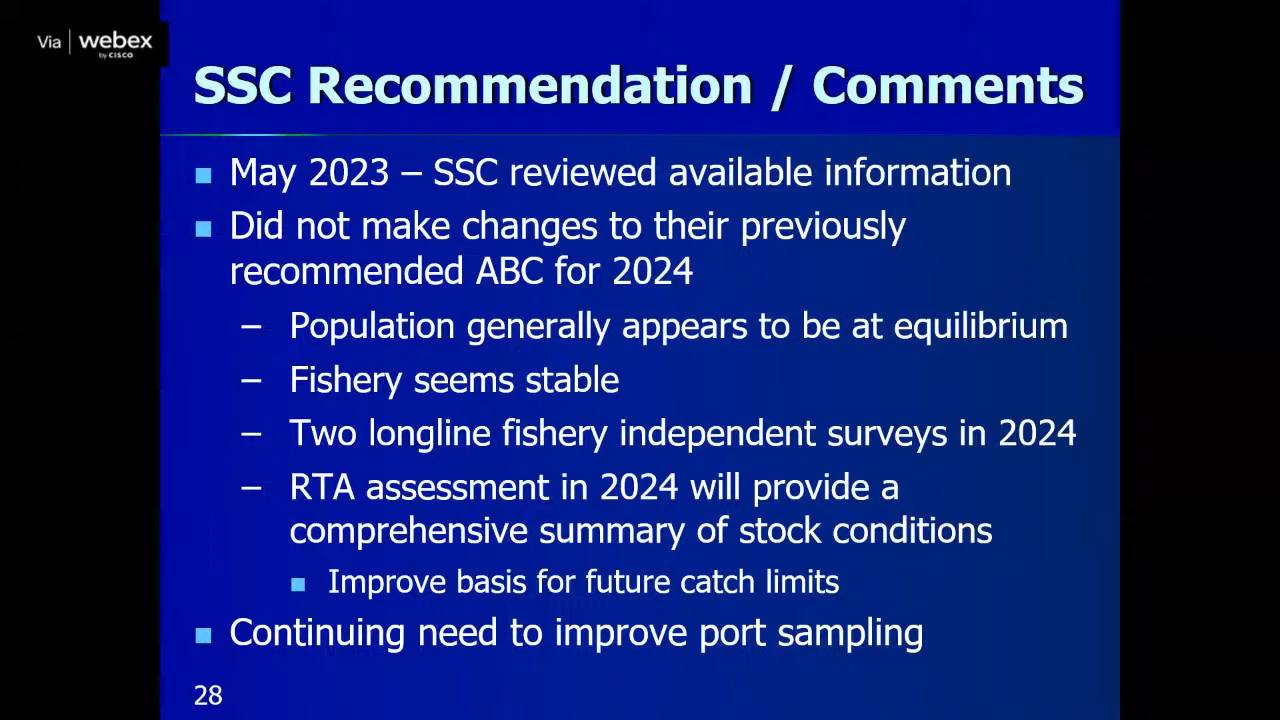 Via webex
by CISCO
SSC Recommendation / Comments
May 2023 – SSC reviewed available information
Did not make changes to their previously
recommended ABC for 2024
– Population generally appears to be at equilibrium
– Fishery seems stable
– Two longline fishery independent surveys in 2024
– RTA assessment in 2024 will provide a
comprehensive summary of stock conditions
Improve basis for future catch limits
Continuing need to improve port sampling
28